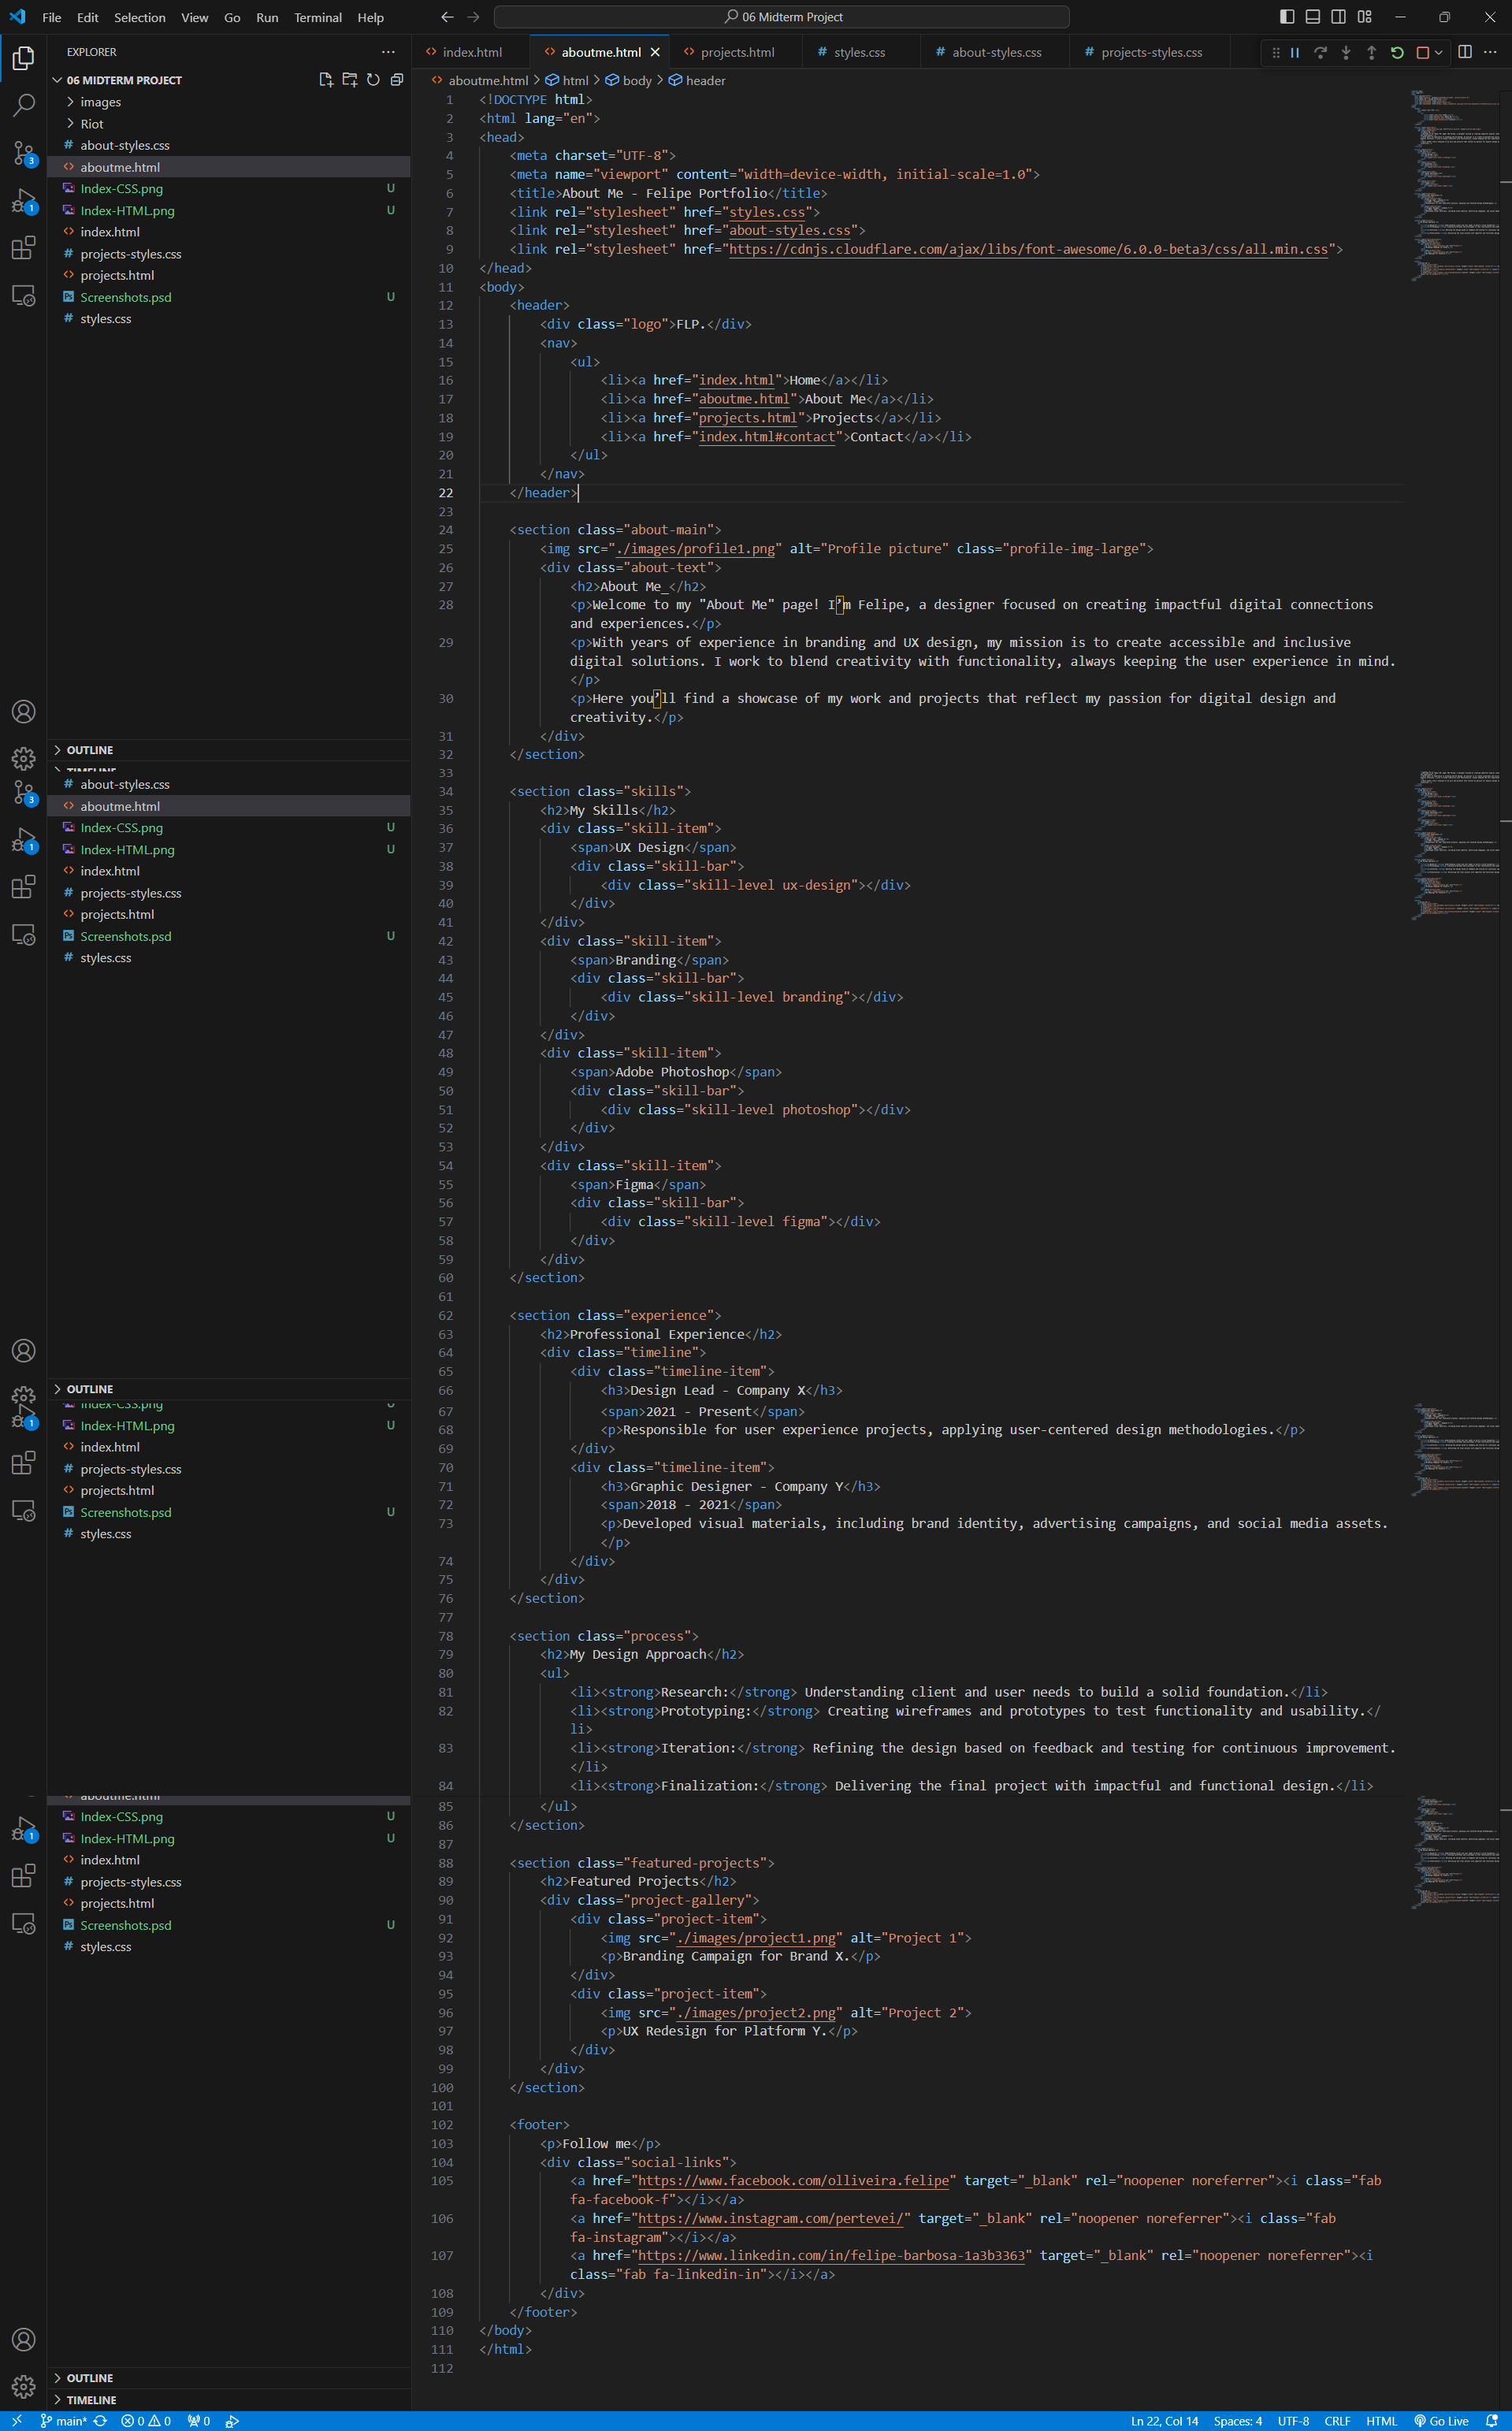 File Edit Selection View Go Run Terminal Help
06 Midterm Project
EXPLORER
06 MIDTERM PROJECT
images
Riot
about-styles.css
aboutme.html
Index-CSS.png U
Index-HTML.png U
index.html
projects-styles.css
projects.html
Screenshots.psd U
styles.css
3
1
OUTLINE
TIMELINE
about-styles.css
aboutme.html
Index-CSS.png U
Index-HTML.png U
index.html
projects-styles.css
projects.html
Screenshots.psd U
styles.css
3
1
OUTLINE
Index-CSS.png U
Index-HTML.png U
index.html
projects-styles.css
projects.html
Screenshots.psd U
styles.css
1
aboutme.html
Index-CSS.png U
Index-HTML.png U
index.html
projects-styles.css
projects.html
Screenshots.psd U
styles.css
1
OUTLINE
TIMELINE
index.html aboutme.html projects.html styles.css about-styles.css projects-styles.css
aboutme.html > html > body > header
1 <!DOCTYPE html>
2 <html lang="en">
3 <head>
4 <meta charset="UTF-8">
5 <meta name="viewport" content="width=device-width, initial-scale=1.0">
6 <title>About Me - Felipe Portfolio</title>
7 <link rel="stylesheet" href="styles.css">
8 <link rel="stylesheet" href="about-styles.css">
9 <link rel="stylesheet" href="https://cdnjs.cloudflare.com/ajax/libs/font-awesome/6.0.0-beta3/css/all.min.css">
10 </head>
11 <body>
12 <header>
13 <div class="logo">FLP.</div>
14 <nav>
15 <ul>
16 <li><a href="index.html">Home</a></li>
17 <li><a href="aboutme.html">About Me</a></li>
18 <li><a href="projects.html">Projects</a></li>
19 <li><a href="index.html#contact">Contact</a></li>
20 </ul>
21 </nav>
22 </header>
23
24 <section class="about-main">
25 <img src="./images/profile1.png" alt="Profile picture" class="profile-img-large">
26 <div class="about-text">
27 <h2>About Me_</h2>
28 <p>Welcome to my "About Me" page! I’m Felipe, a designer focused on creating impactful digital connections
and experiences.</p>
29 <p>With years of experience in branding and UX design, my mission is to create accessible and inclusive
digital solutions. I work to blend creativity with functionality, always keeping the user experience in mind.
</p>
30 <p>Here you’ll find a showcase of my work and projects that reflect my passion for digital design and
creativity.</p>
31 </div>
32 </section>
33
34 <section class="skills">
35 <h2>My Skills</h2>
36 <div class="skill-item">
37 <span>UX Design</span>
38 <div class="skill-bar">
39 <div class="skill-level ux-design"></div>
40 </div>
41 </div>
42 <div class="skill-item">
43 <span>Branding</span>
44 <div class="skill-bar">
45 <div class="skill-level branding"></div>
46 </div>
47 </div>
48 <div class="skill-item">
49 <span>Adobe Photoshop</span>
50 <div class="skill-bar">
51 <div class="skill-level photoshop"></div>
52 </div>
53 </div>
54 <div class="skill-item">
55 <span>Figma</span>
56 <div class="skill-bar">
57 <div class="skill-level figma"></div>
58 </div>
59 </div>
60 </section>
61
62 <section class="experience">
63 <h2>Professional Experience</h2>
64 <div class="timeline">
65 <div class="timeline-item">
66 <h3>Design Lead - Company X</h3>
67 <span>2021 - Present</span>
68 <p>Responsible for user experience projects, applying user-centered design methodologies.</p>
69 </div>
70 <div class="timeline-item">
71 <h3>Graphic Designer - Company Y</h3>
72 <span>2018 - 2021</span>
73 <p>Developed visual materials, including brand identity, advertising campaigns, and social media assets.
</p>
74 </div>
75 </div>
76 </section>
77
78 <section class="process">
79 <h2>My Design Approach</h2>
80 <ul>
81 <li><strong>Research:</strong> Understanding client and user needs to build a solid foundation.</li>
82 <li><strong>Prototyping:</strong> Creating wireframes and prototypes to test functionality and usability.</
li>
83 <li><strong>Iteration:</strong> Refining the design based on feedback and testing for continuous improvement.
</li>
84 <li><strong>Finalization:</strong> Delivering the final project with impactful and functional design.</li>
85 </ul>
86 </section>
87
88 <section class="featured-projects">
89 <h2>Featured Projects</h2>
90 <div class="project-gallery">
91 <div class="project-item">
92 <img src="./images/project1.png" alt="Project 1">
93 <p>Branding Campaign for Brand X.</p>
94 </div>
95 <div class="project-item">
96 <img src="./images/project2.png" alt="Project 2">
97 <p>UX Redesign for Platform Y.</p>
98 </div>
99 </div>
100 </section>
101
102 <footer>
103 <p>Follow me</p>
104 <div class="social-links">
105 <a href="https://www.facebook.com/olliveira.felipe" target="_blank" rel="noopener noreferrer"><i class="fab
fa-facebook-f"></i></a>
106 <a href="https://www.instagram.com/pertevei/" target="_blank" rel="noopener noreferrer"><i class="fab
fa-instagram"></i></a>
107 <a href="https://www.linkedin.com/in/felipe-barbosa-1a3b3363" target="_blank" rel="noopener noreferrer"><i
class="fab fa-linkedin-in"></i></a>
108 </div>
109 </footer>
110 </body>
111 </html>
112
main* 0 0 0 Ln 22, Col 14 Spaces: 4 UTF-8 CRLF HTML Go Live